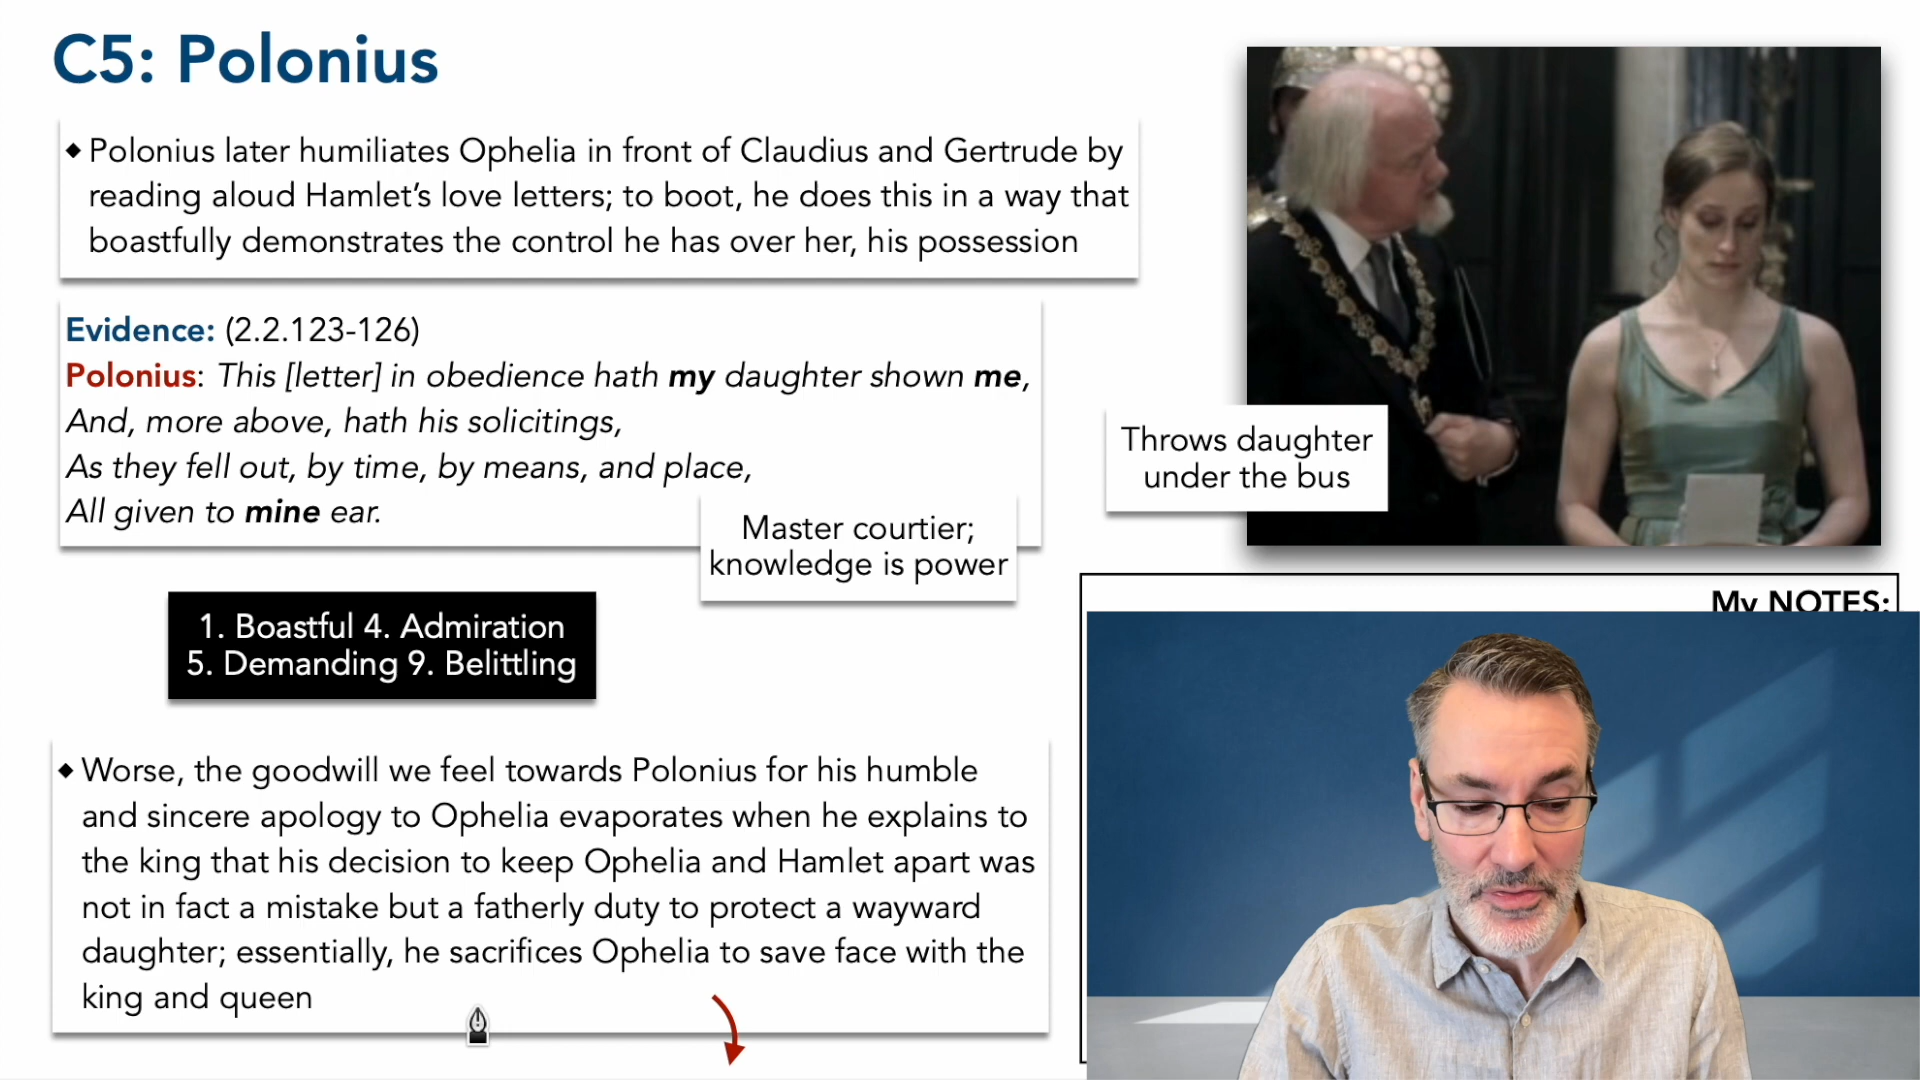 C5: Polonius
◆ Polonius later humiliates Ophelia in front of Claudius and Gertrude by
reading aloud Hamlet’s love letters; to boot, he does this in a way that
boastfully demonstrates the control he has over her, his possession
Evidence: (2.2.123-126)
Polonius: This [letter] in obedience hath my daughter shown me,
And, more above, hath his solicitings,
As they fell out, by time, by means, and place,
All given to mine ear.
Throws daughter
under the bus
Master courtier;
knowledge is power
1. Boastful 4. Admiration
5. Demanding 9. Belittling
My NOTES:
◆ Worse, the goodwill we feel towards Polonius for his humble
and sincere apology to Ophelia evaporates when he explains to
the king that his decision to keep Ophelia and Hamlet apart was
not in fact a mistake but a fatherly duty to protect a wayward
daughter; essentially, he sacrifices Ophelia to save face with the
king and queen